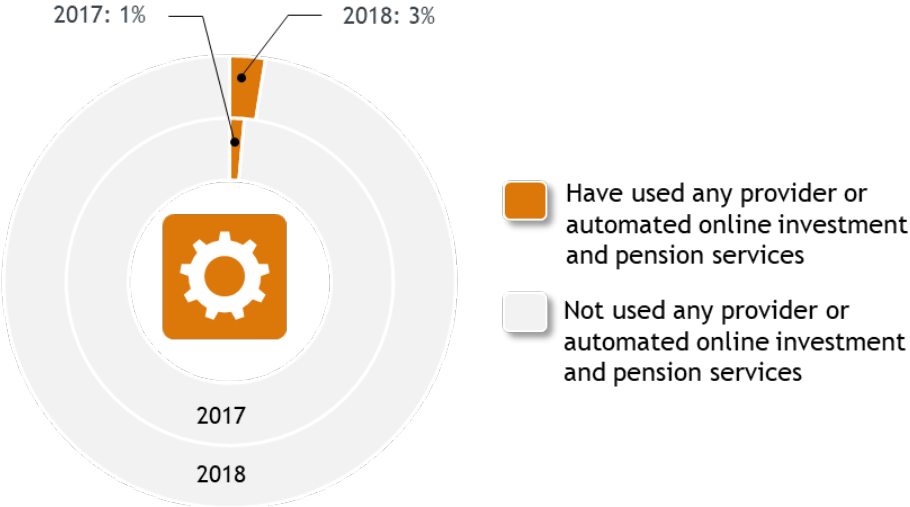 2017: 1%
2018: 3%
Have used any provider or
automated online investment
and pension services
Not used any provider or
automated online investment
and pension services
2017
2018